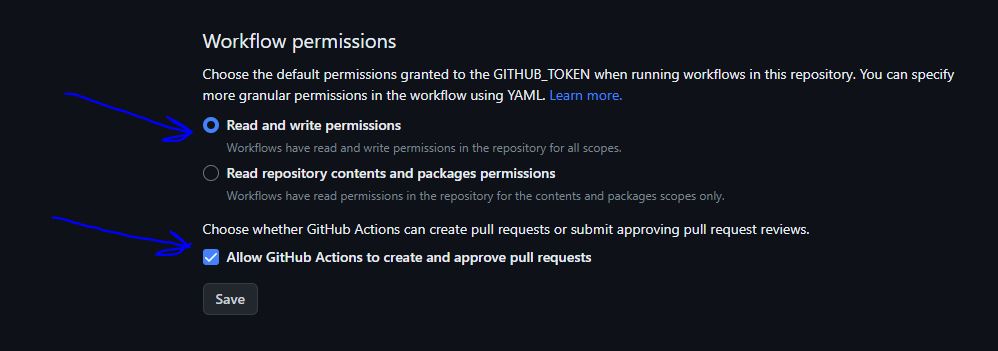 Workflow permissions
Choose the default permissions granted to the GITHUB_TOKEN when running workflows in this repository. You can specify
more granular permissions in the workflow using YAML. Learn more.
Read and write permissions
Workflows have read and write permissions in the repository for all scopes.
Read repository contents and packages permissions
Workflows have read permissions in the repository for the contents and packages scopes only.
Choose whether GitHub Actions can create pull requests or submit approving pull request reviews.
Allow GitHub Actions to create and approve pull requests
Save